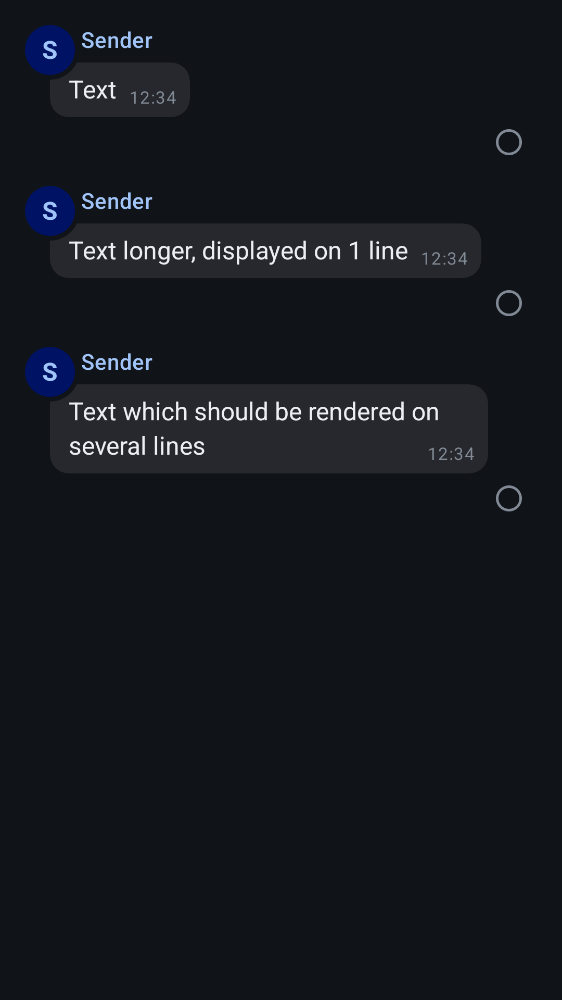 S Sender
Text 12:34
S Sender
Text longer, displayed on 1 line 12:34
S Sender
Text which should be rendered on
several lines 12:34